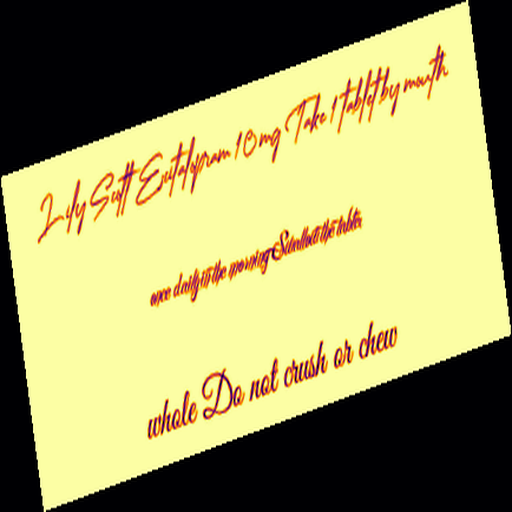 Lily Scott Escitalopram 10 mg Take 1 tablet by mouth
once daily in the morning Swallow the tablet
whole Do not crush or chew